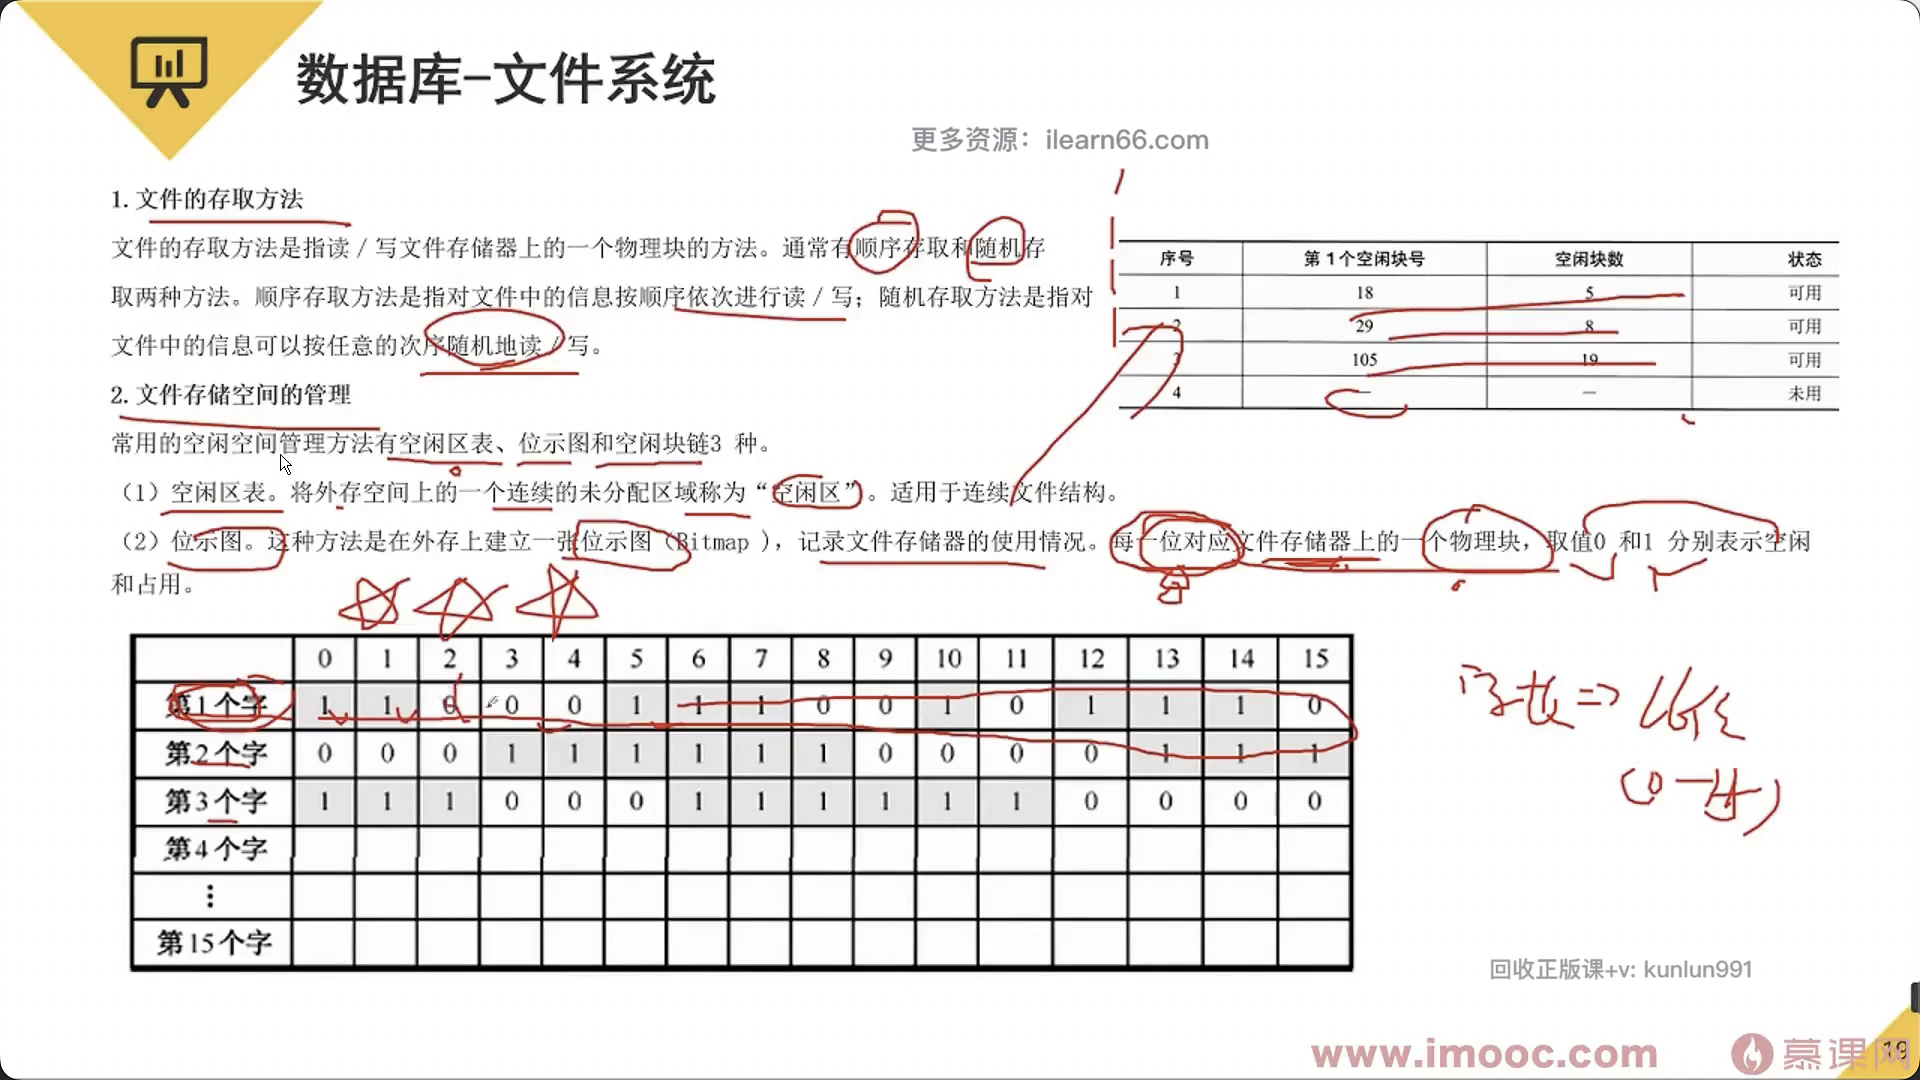 数据库-文件系统
更多资源：ilearn66.com
1. 文件的存取方法
文件的存取方法是指读 / 写文件存储器上的一个物理块的方法。通常有顺序存取和随机存
取两种方法。顺序存取方法是指对文件中的信息按顺序依次进行读 / 写；随机存取方法是指对
文件中的信息可以按任意的次序随机地读 / 写。
2. 文件存储空间的管理
常用的空闲空间管理方法有空闲区表、位示图和空闲块链3 种。
（1）空闲区表。将外存空间上的一个连续的未分配区域称为“空闲区”。适用于连续文件结构。
（2）位示图。这种方法是在外存上建立一张位示图（Bitmap ），记录文件存储器的使用情况。每一位对应文件存储器上的一个物理块，取值0 和1 分别表示空闲
和占用。
序号 第1个空闲块号 空闲块数 状态
1 18 5 可用
2 29 8 可用
3 105 19 可用
4 — — 未用
0 1 2 3 4 5 6 7 8 9 10 11 12 13 14 15
第1个字 1 1 0 0 0 1 1 1 0 0 1 0 1 1 1 0
第2个字 0 0 0 1 1 1 1 1 1 0 0 0 0 1 1 1
第3个字 1 1 1 0 0 0 1 1 1 1 1 1 0 0 0 0
第4个字
⋮
第15个字
回收正版课+v: kunlun991
www.imooc.com
慕课网
19